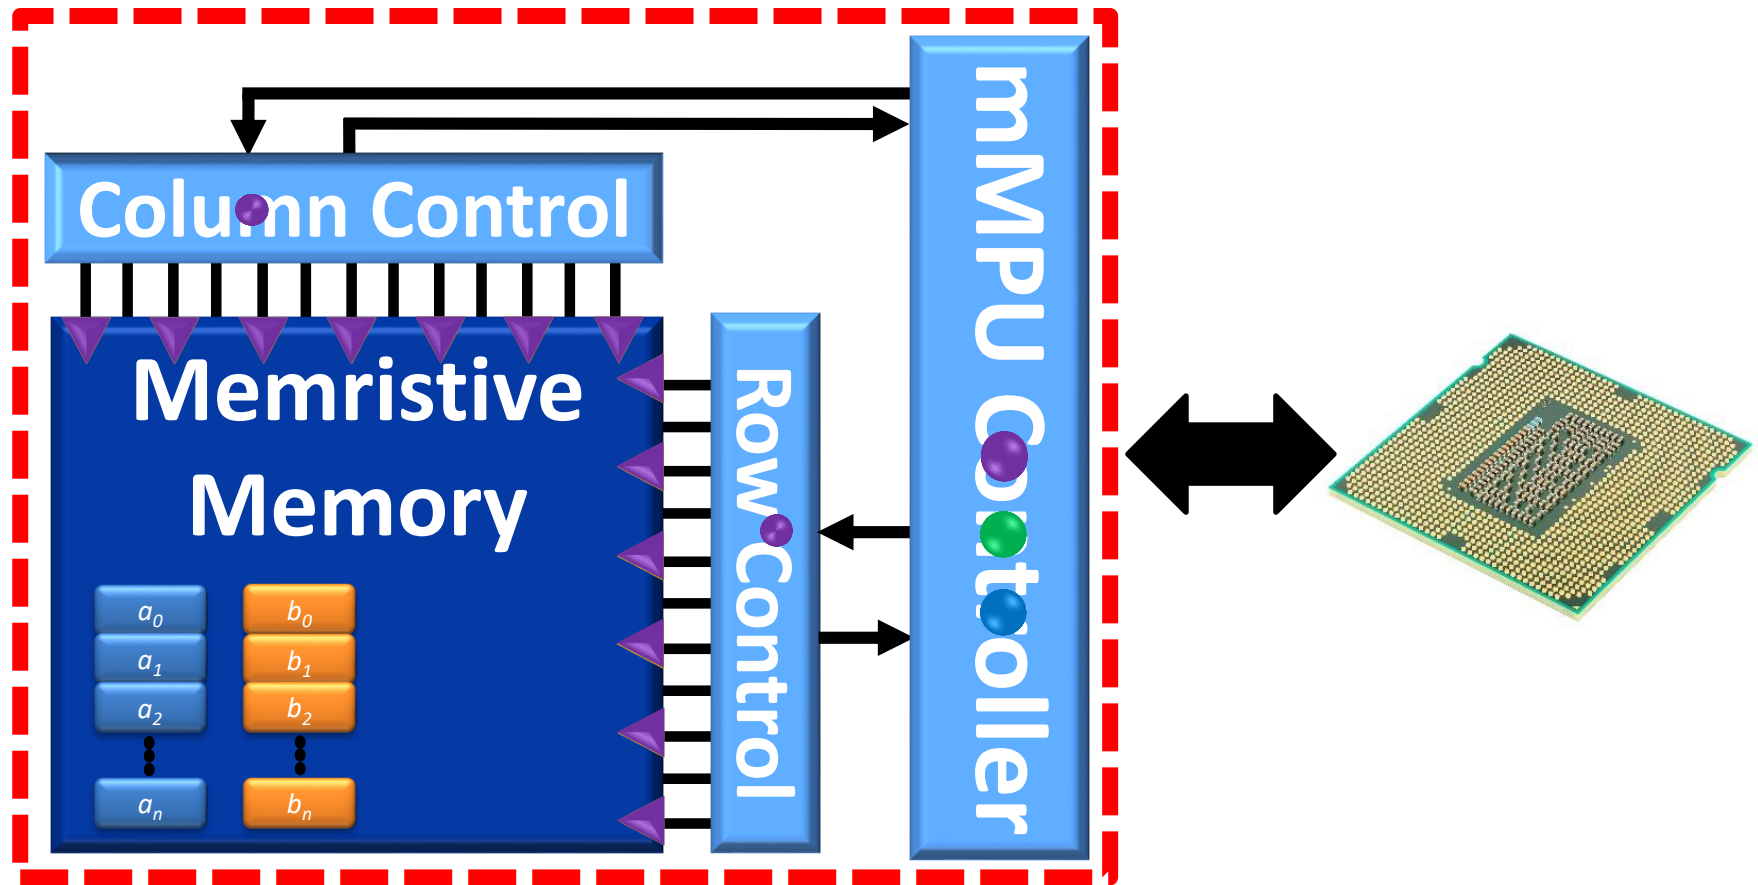 Column Control
Memristive
Memory
Row Control
mMPU Controller
a0
a1
a2
an
b0
b1
b2
bn